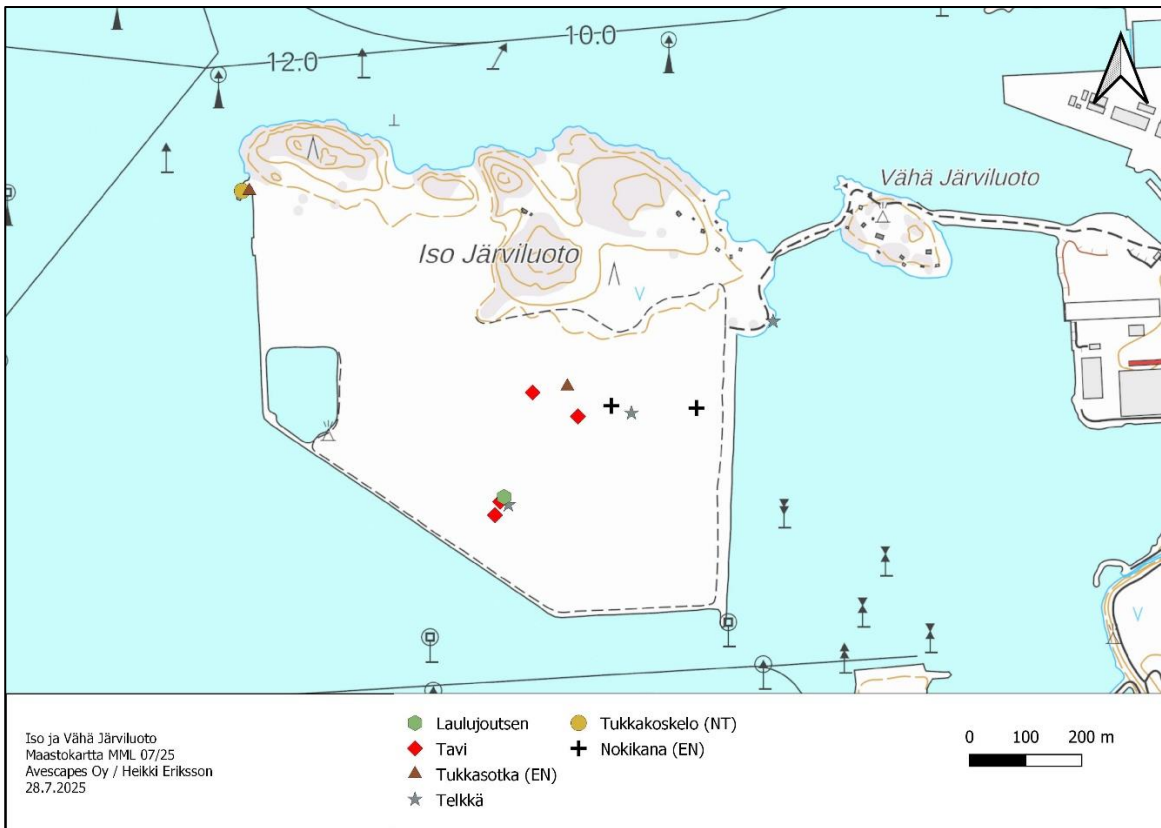 12.0
10.0
Vähä Järviluoto
Iso Järviluoto
V
V
Iso ja Vähä Järviluoto
Maastokartta MML 07/25
Avescapes Oy / Heikki Eriksson
28.7.2025
Laulujoutsen
Tavi
Tukkasotka (EN)
Telkkä
Tukkakoskelo (NT)
Nokikana (EN)
0 100 200 m